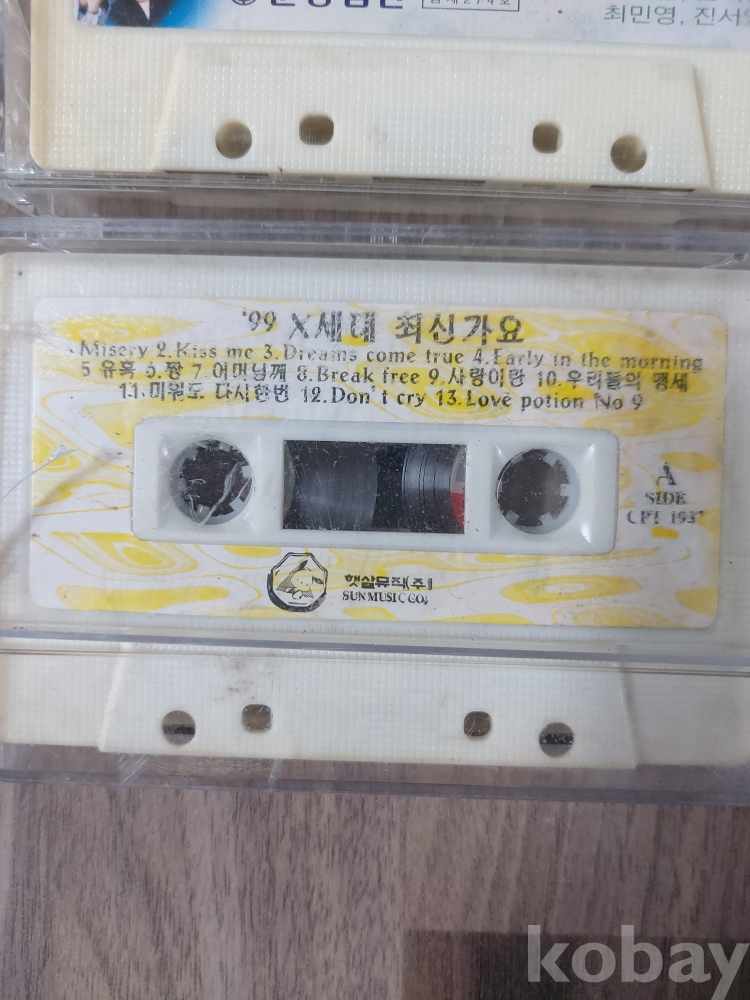 최민영, 진서영
'99 X세대 최신가요
Misery 2.Kiss me 3.Dreams come true 4.Early in the morning
5 유혹 6.짱 7.어머님께 8.Break free 9.사랑이란 10.우리들의 맹세
11.미워도 다시한번 12.Don't cry 13.Love potion No 9
A
SIDE
햇살뮤직(주)
SUN MUSIC CO.,
kobay